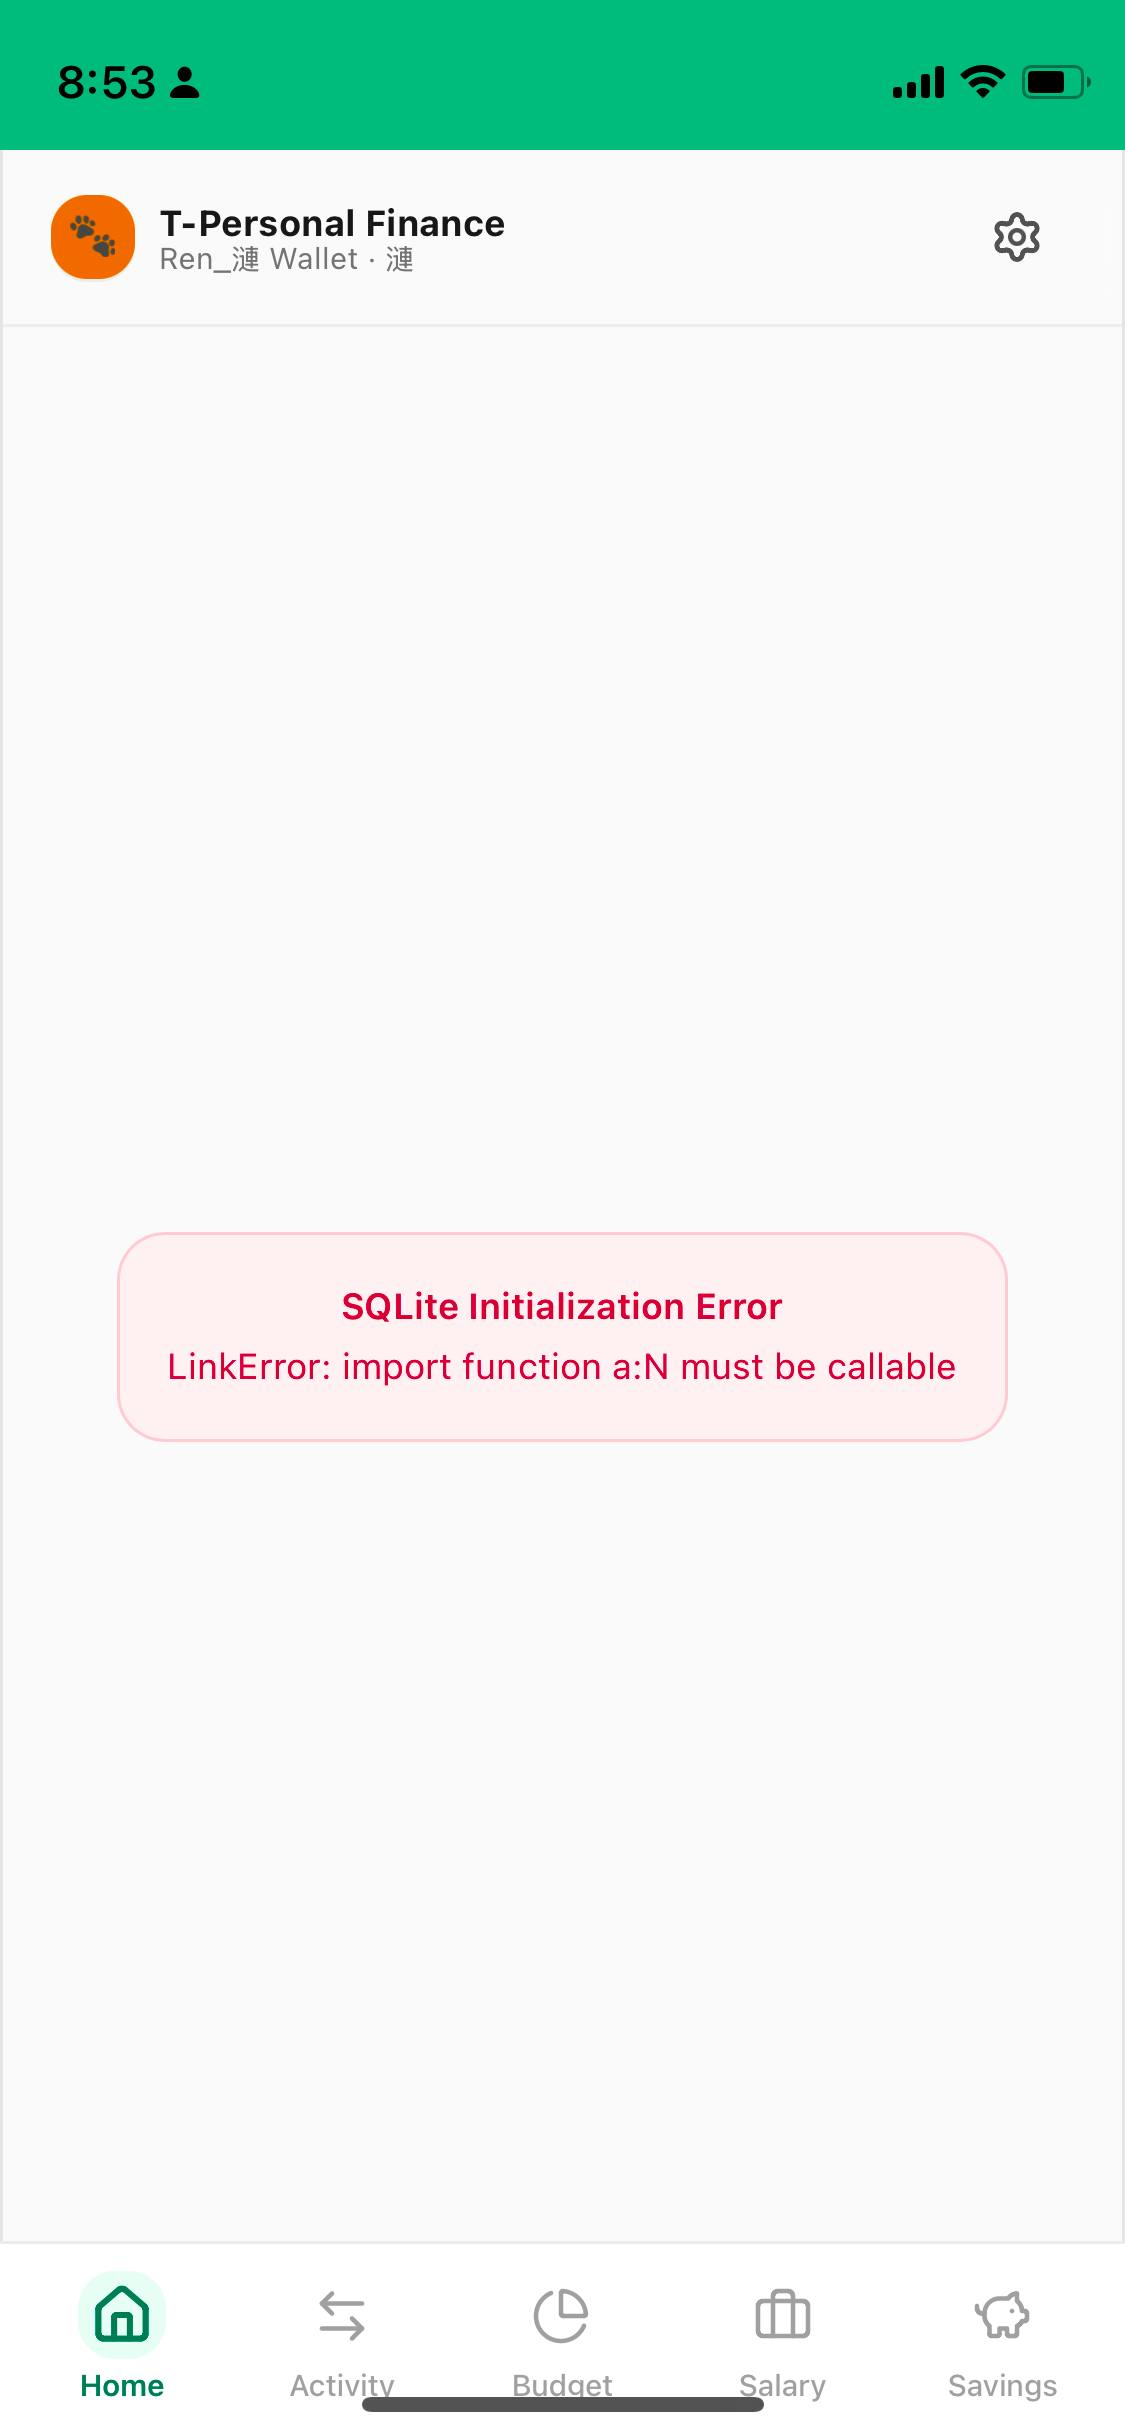 8:53
T-Personal Finance
Ren_漣 Wallet · 漣
SQLite Initialization Error
LinkError: import function a:N must be callable
Home
Activity
Budget
Salary
Savings